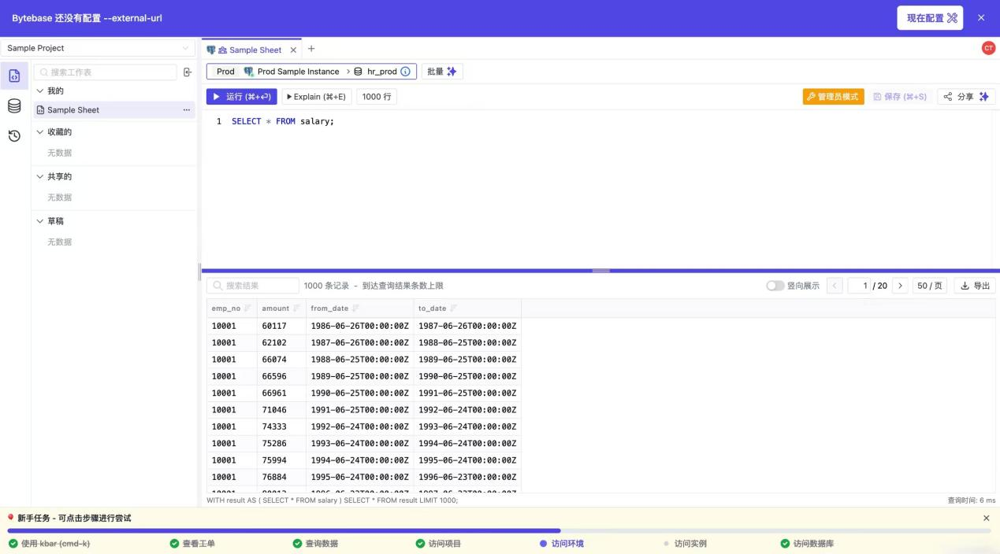 Bytebase 还没有配置 --external-url
现在配置
Sample Project
Sample Sheet
CT
搜索工作表
Prod Prod Sample Instance > hr_prod 批量
我的
运行 (⌘+⏎) Explain (⌘+E) 1000 行 管理员模式 保存 (⌘+S) 分享
Sample Sheet
1 SELECT * FROM salary;
收藏的
无数据
共享的
无数据
草稿
无数据
搜索结果 1000 条记录 - 到达查询结果条数上限 竖向展示 1 / 20 50 / 页 导出
emp_no amount from_date to_date
10001 60117 1986-06-26T00:00:00Z 1987-06-26T00:00:00Z
10001 62102 1987-06-26T00:00:00Z 1988-06-25T00:00:00Z
10001 66074 1988-06-25T00:00:00Z 1989-06-25T00:00:00Z
10001 66596 1989-06-25T00:00:00Z 1990-06-25T00:00:00Z
10001 66961 1990-06-25T00:00:00Z 1991-06-25T00:00:00Z
10001 71046 1991-06-25T00:00:00Z 1992-06-24T00:00:00Z
10001 74333 1992-06-24T00:00:00Z 1993-06-24T00:00:00Z
10001 75286 1993-06-24T00:00:00Z 1994-06-24T00:00:00Z
10001 75994 1994-06-24T00:00:00Z 1995-06-24T00:00:00Z
10001 76884 1995-06-24T00:00:00Z 1996-06-23T00:00:00Z
WITH result AS ( SELECT * FROM salary ) SELECT * FROM result LIMIT 1000; 查询时间: 6 ms
新手任务 - 可点击步骤进行尝试
使用 kbar (cmd-k) 查看工单 查询数据 访问项目 访问环境 访问实例 访问数据库